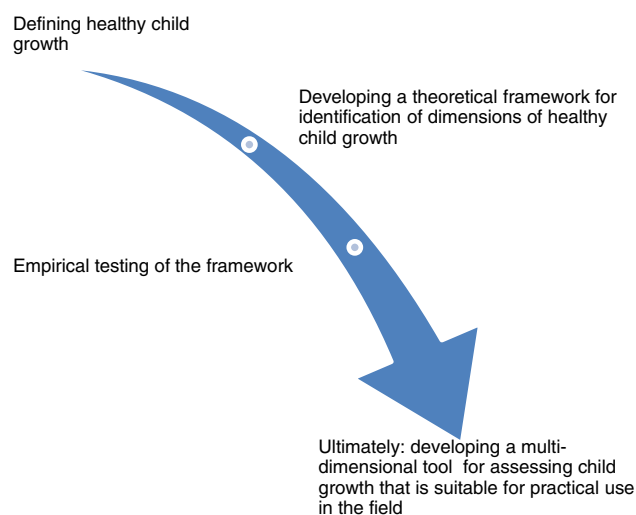 Defining healthy child
growth
Developing a theoretical framework for
identification of dimensions of healthy
child growth
Empirical testing of the framework
Ultimately: developing a multi-
dimensional tool for assessing child
growth that is suitable for practical use
in the field